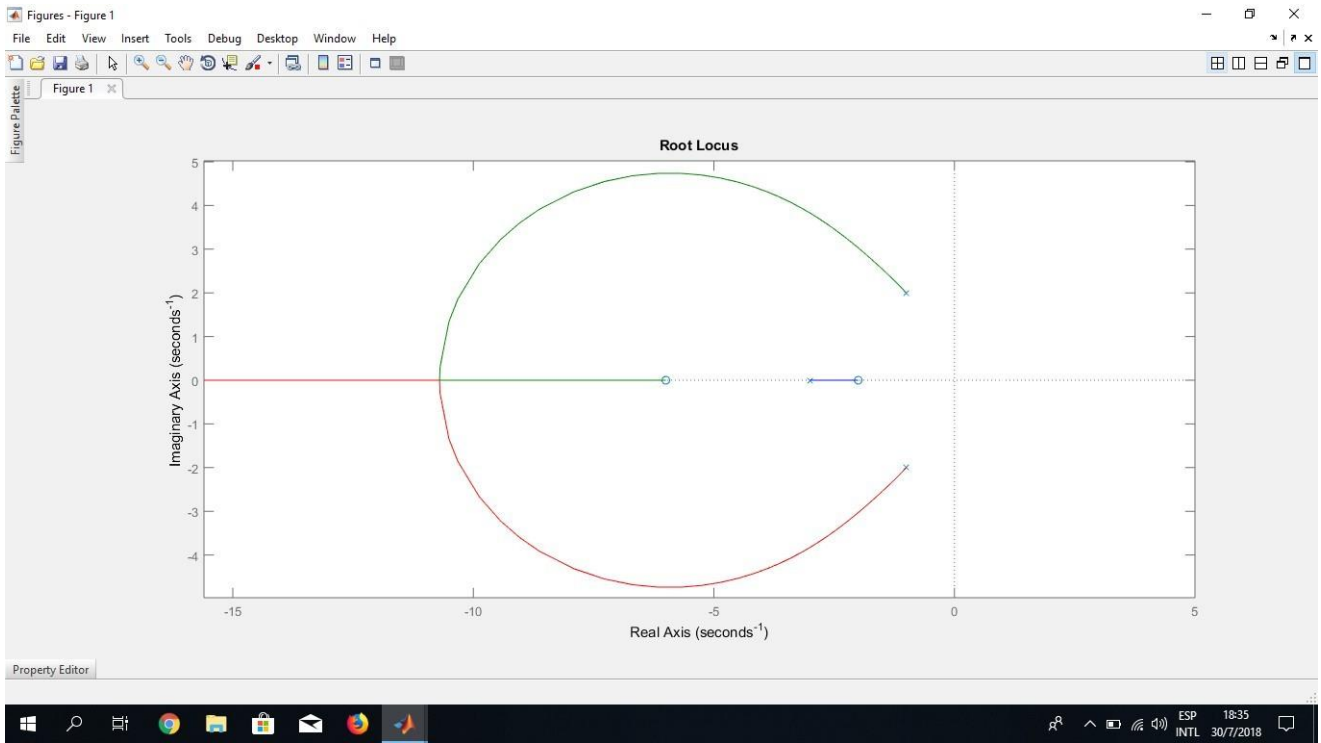 Figures - Figure 1
File Edit View Insert Tools Debug Desktop Window Help
Figure 1
Figure Palette
Root Locus
5
4
3
2
1
0
-1
-2
-3
-4
Imaginary Axis (seconds⁻¹)
-15 -10 -5 0 5
Real Axis (seconds⁻¹)
Property Editor
ESP 18:35
INTL 30/7/2018